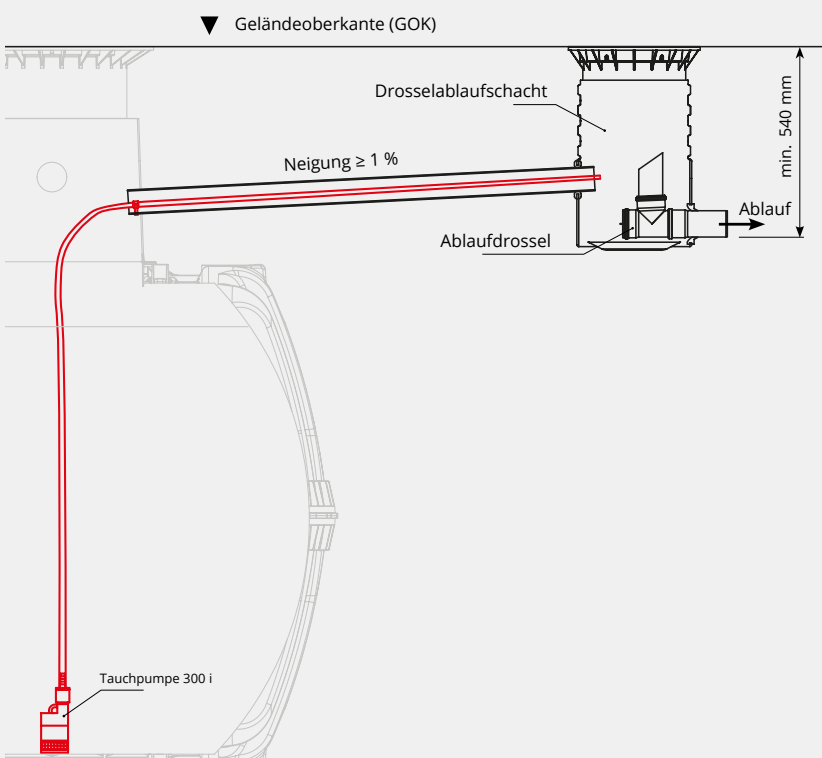 Geländeoberkante (GOK)
Drosselablaufschacht
min. 540 mm
Neigung ≥ 1 %
Ablauf
Ablaufdrossel
Tauchpumpe 300 i